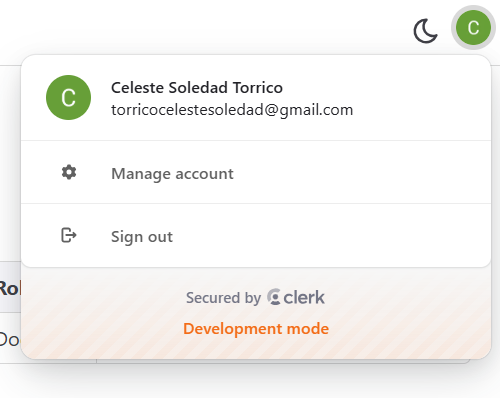 C
C
Celeste Soledad Torrico
torricocelestesoledad@gmail.com
Manage account
Sign out
Secured by clerk
Development mode